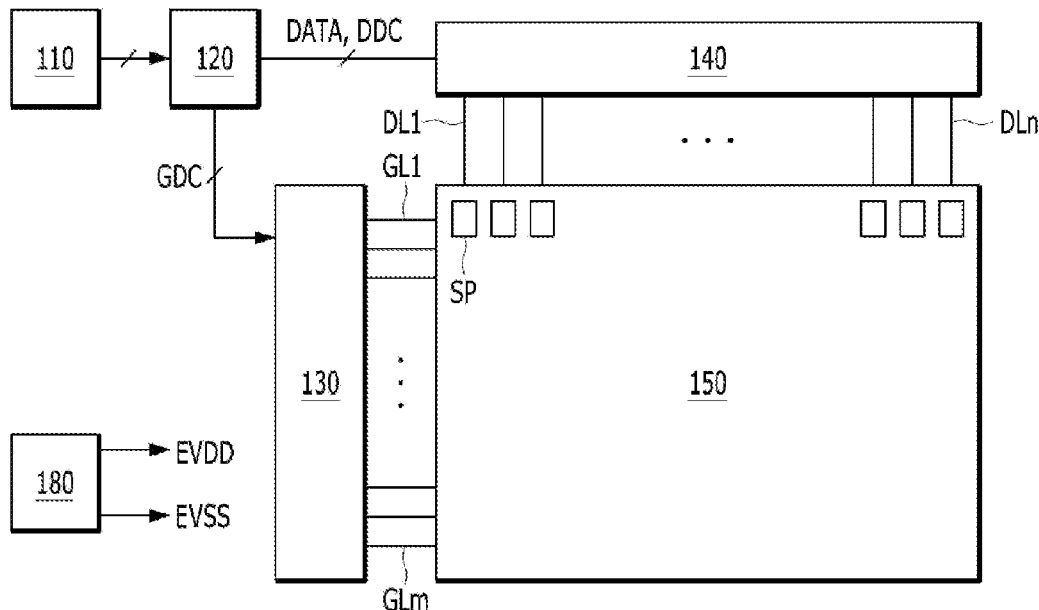 110
120
DATA, DDC
140
DL1
. . .
DLn
GDC
GL1
SP
130
150
180
EVDD
EVSS
GLm